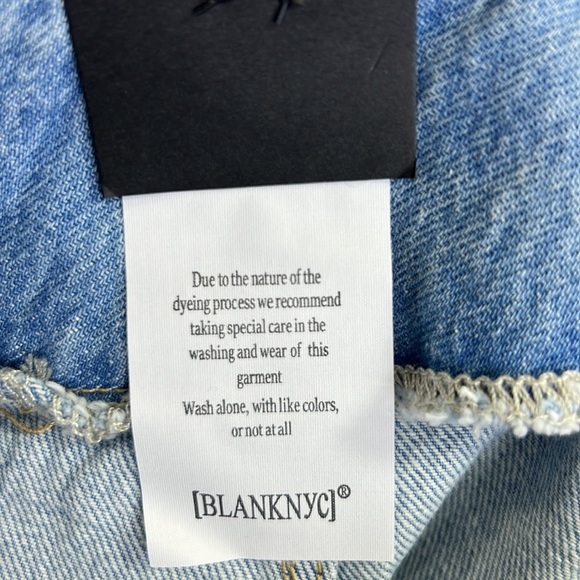 Due to the nature of the
dyeing process we recommend
taking special care in the
washing and wear of this
garment
Wash alone, with like colors,
or not at all
[BLANKNYC]®